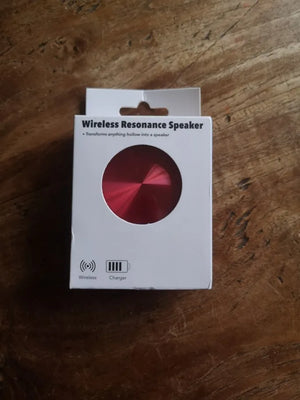 Wireless Resonance Speaker
• Transforms anything hollow into a speaker
Wireless Charger